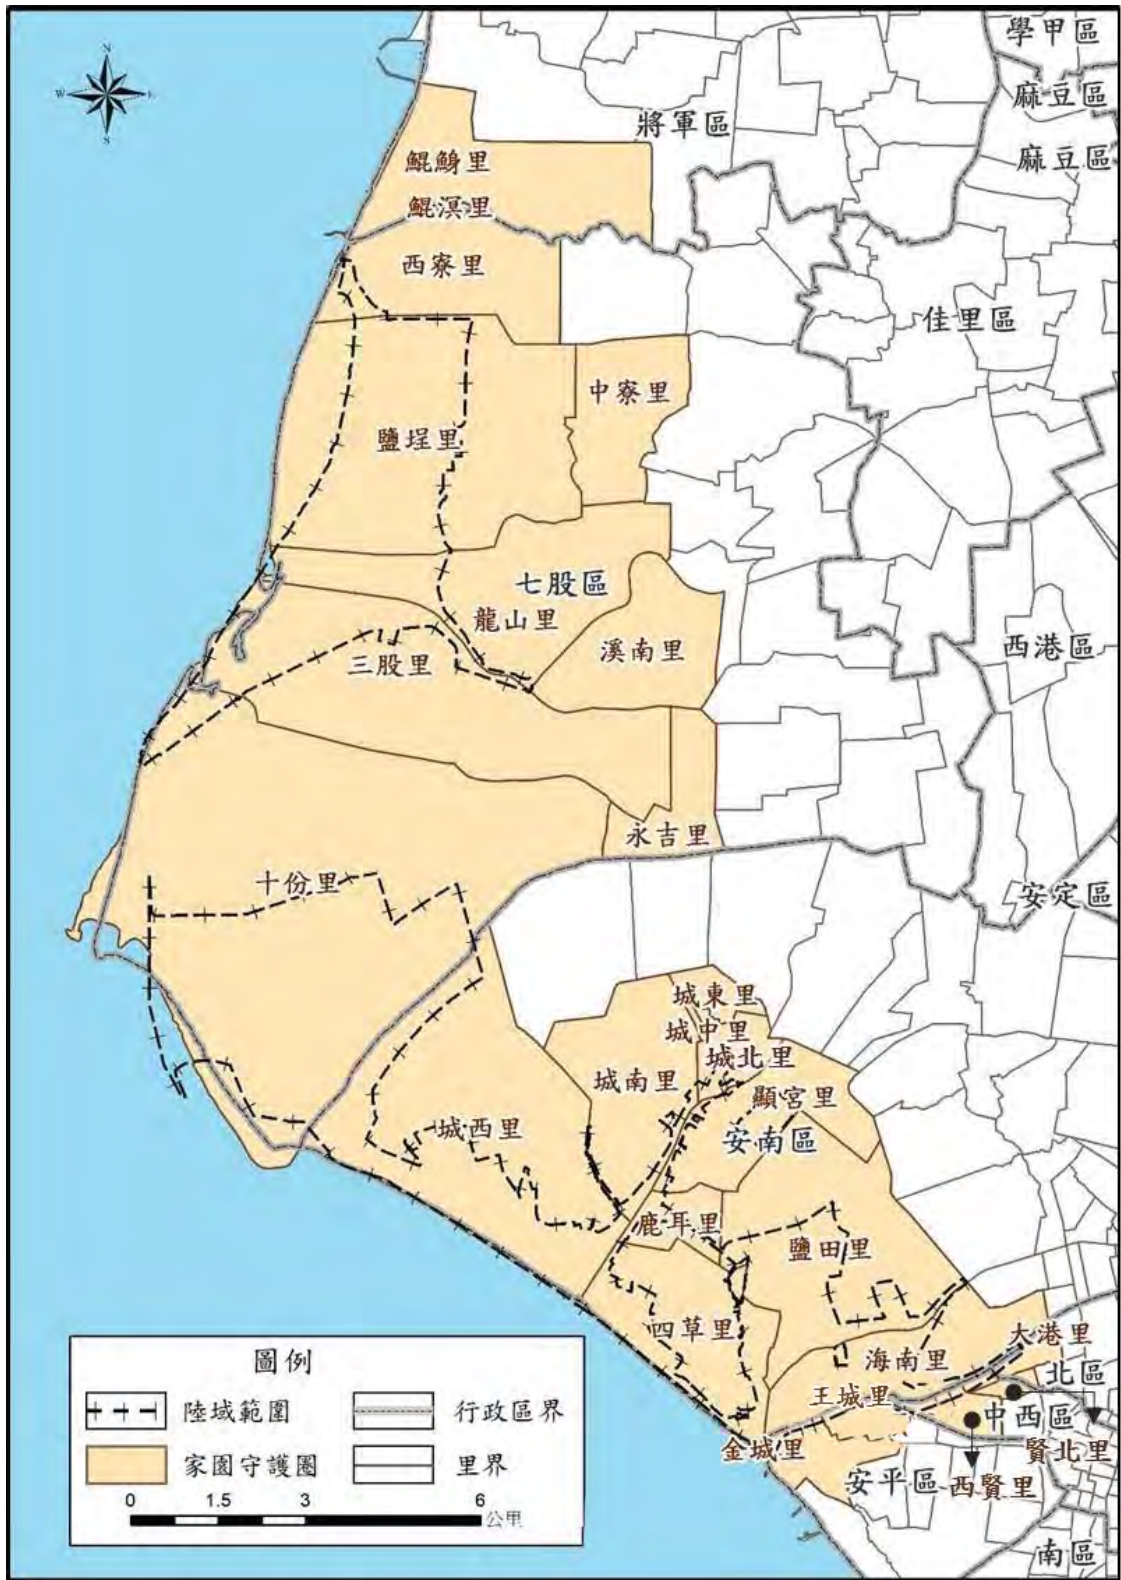 N
W
E
S
學甲區
麻豆區
將軍區
麻豆區
鯤鯓里
鯤溟里
西寮里
佳里區
中寮里
鹽埕里
七股區
龍山里
溪南里
西港區
三股里
永吉里
十份里
安定區
城東里
城中里
城北里
城南里
顯宮里
城西里
安南區
鹿耳里
鹽田里
四草里
大港里
海南里
北區
王城里
中西區
金城里
賢北里
安平區
西賢里
南區
圖例
陸域範圍
行政區界
家園守護圈
里界
0 1.5 3 6
公里